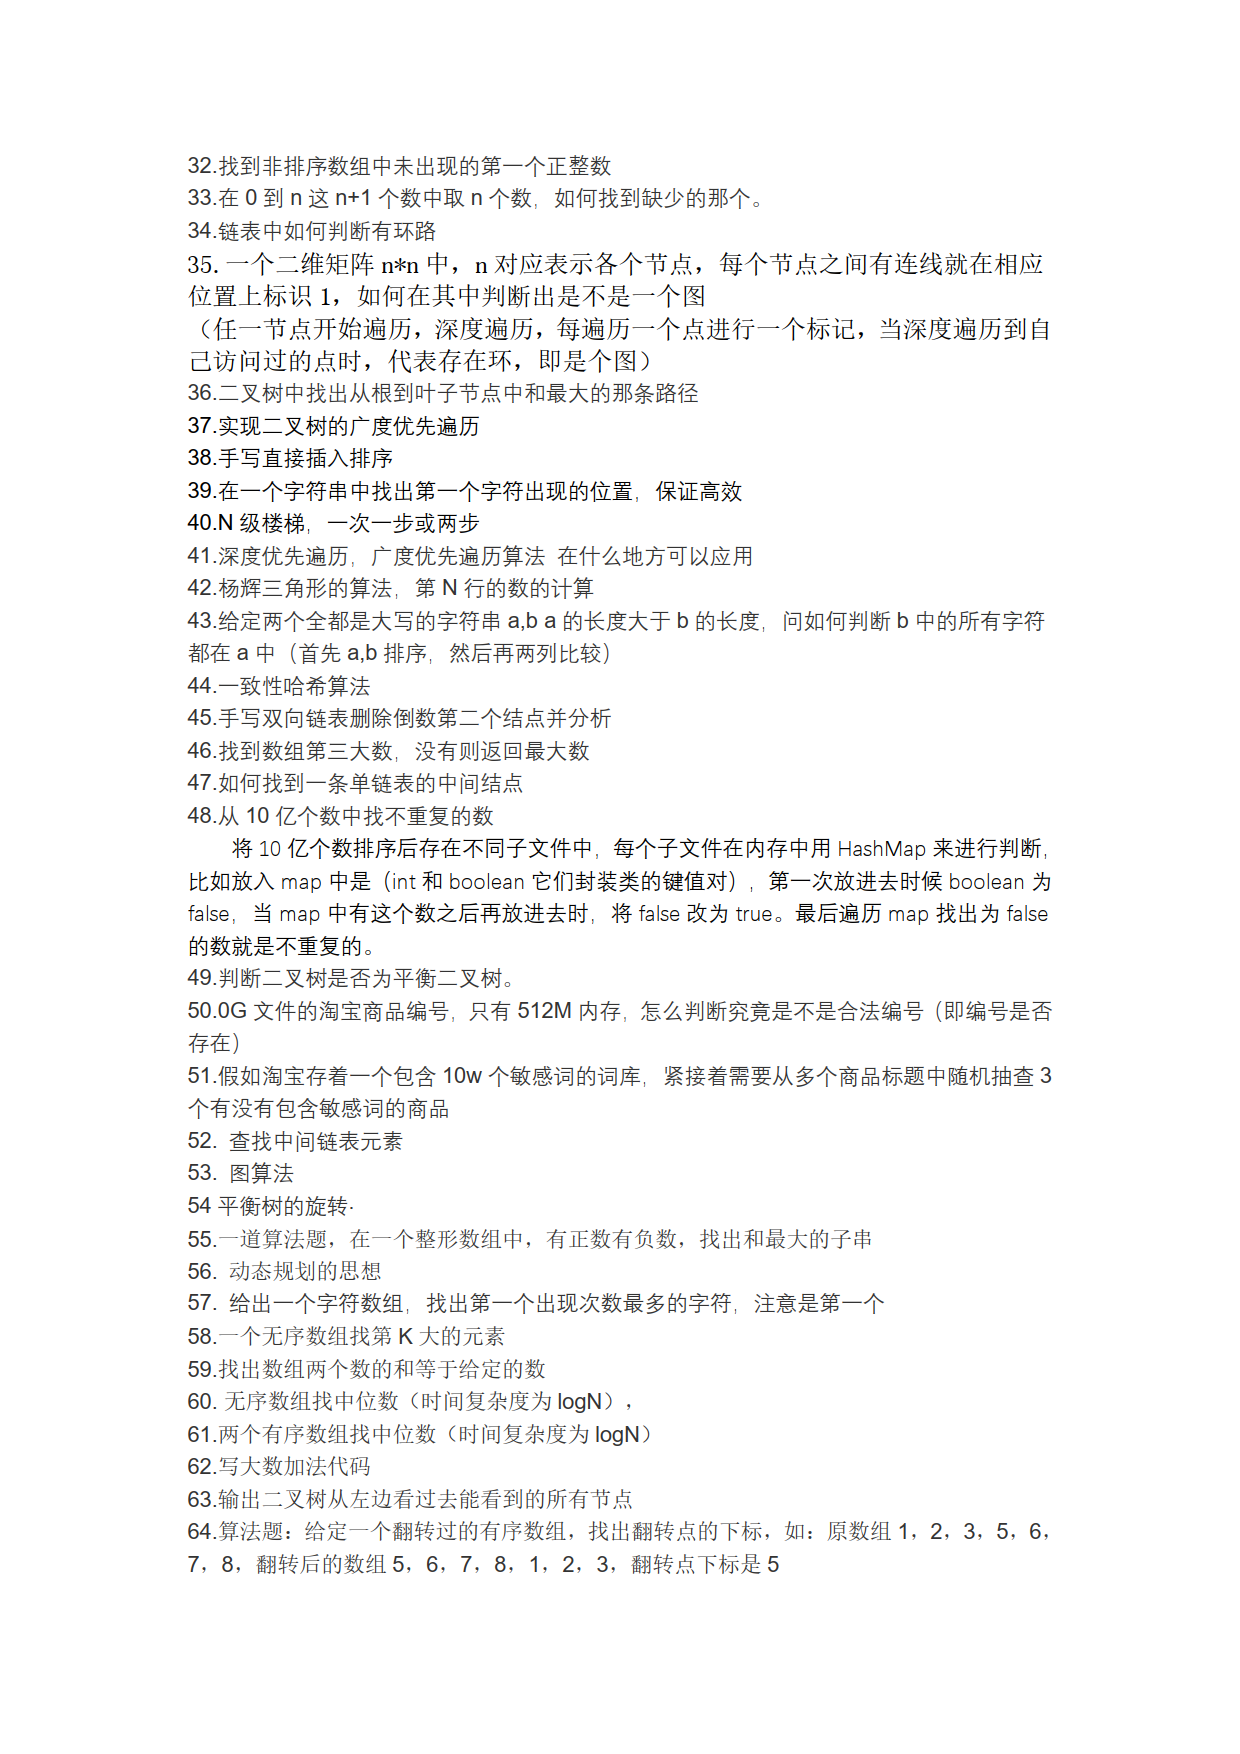 32.找到非排序数组中未出现的第一个正整数
33.在 0 到 n 这 n+1 个数中取 n 个数，如何找到缺少的那个。
34.链表中如何判断有环路
35. 一个二维矩阵 n*n 中，n 对应表示各个节点，每个节点之间有连线就在相应
位置上标识 1，如何在其中判断出是不是一个图
（任一节点开始遍历，深度遍历，每遍历一个点进行一个标记，当深度遍历到自
己访问过的点时，代表存在环，即是个图）
36.二叉树中找出从根到叶子节点中和最大的那条路径
37.实现二叉树的广度优先遍历
38.手写直接插入排序
39.在一个字符串中找出第一个字符出现的位置，保证高效
40.N 级楼梯，一次一步或两步
41.深度优先遍历，广度优先遍历算法 在什么地方可以应用
42.杨辉三角形的算法，第 N 行的数的计算
43.给定两个全都是大写的字符串 a,b a 的长度大于 b 的长度，问如何判断 b 中的所有字符
都在 a 中（首先 a,b 排序，然后再两列比较）
44.一致性哈希算法
45.手写双向链表删除倒数第二个结点并分析
46.找到数组第三大数，没有则返回最大数
47.如何找到一条单链表的中间结点
48.从 10 亿个数中找不重复的数
将 10 亿个数排序后存在不同子文件中，每个子文件在内存中用 HashMap 来进行判断，
比如放入 map 中是（int 和 boolean 它们封装类的键值对），第一次放进去时候 boolean 为
false，当 map 中有这个数之后再放进去时，将 false 改为 true。最后遍历 map 找出为 false
的数就是不重复的。
49.判断二叉树是否为平衡二叉树。
50.0G 文件的淘宝商品编号，只有 512M 内存，怎么判断究竟是不是合法编号（即编号是否
存在）
51.假如淘宝存着一个包含 10w 个敏感词的词库，紧接着需要从多个商品标题中随机抽查 3
个有没有包含敏感词的商品
52. 查找中间链表元素
53. 图算法
54 平衡树的旋转·
55.一道算法题，在一个整形数组中，有正数有负数，找出和最大的子串
56. 动态规划的思想
57. 给出一个字符数组，找出第一个出现次数最多的字符，注意是第一个
58.一个无序数组找第 K 大的元素
59.找出数组两个数的和等于给定的数
60. 无序数组找中位数（时间复杂度为 logN），
61.两个有序数组找中位数（时间复杂度为 logN）
62.写大数加法代码
63.输出二叉树从左边看过去能看到的所有节点
64.算法题：给定一个翻转过的有序数组，找出翻转点的下标，如：原数组 1，2，3，5，6，
7，8，翻转后的数组 5，6，7，8，1，2，3，翻转点下标是 5